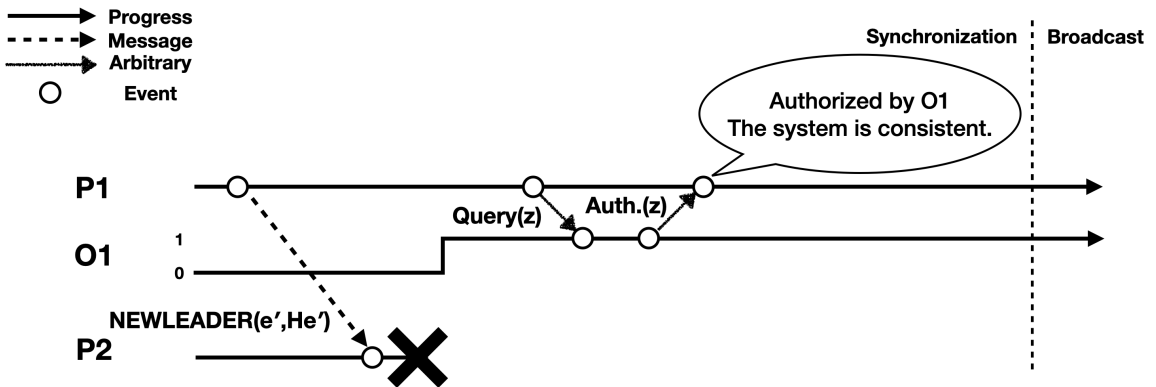 Progress
Message
Arbitrary
Event
Synchronization
Broadcast
Authorized by O1
The system is consistent.
P1
Query(z)
Auth.(z)
O1
1
0
NEWLEADER(e′,He′)
P2